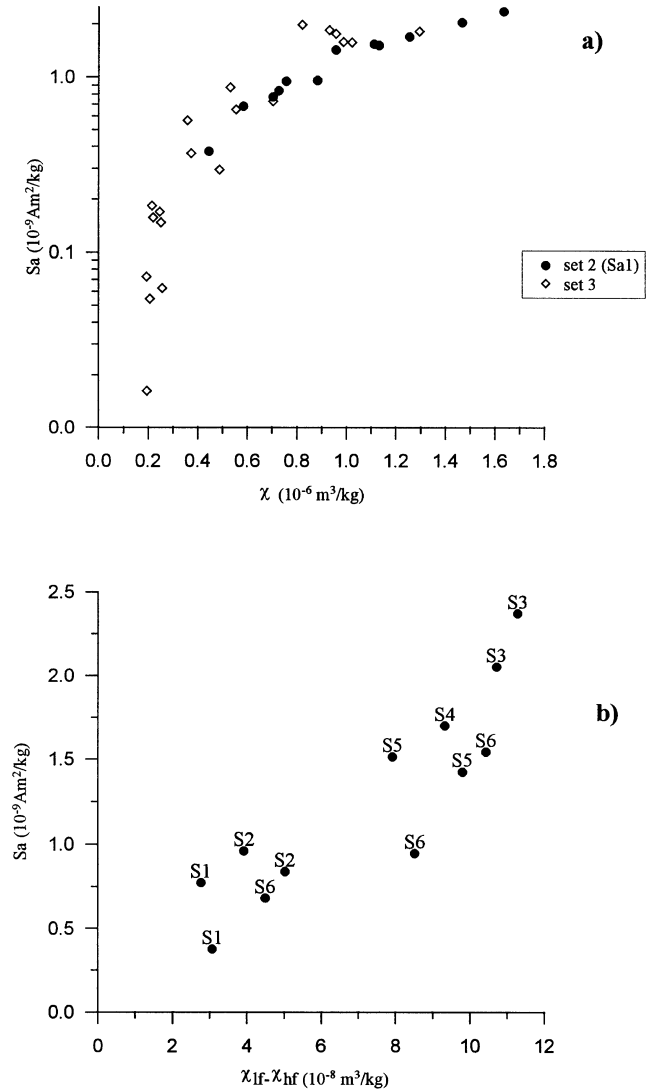 a)
1.0
0.1
0.0
Sa (10⁻⁹Am²/kg)
0.0 0.2 0.4 0.6 0.8 1.0 1.2 1.4 1.6 1.8
χ (10⁻⁶ m³/kg)
set 2 (Sa1)
set 3
b)
2.5
2.0
1.5
1.0
0.5
0.0
Sa (10⁻⁹Am²/kg)
S3
S3
S4
S5
S6
S5
S2
S6
S1
S2
S6
S1
0 2 4 6 8 10 12
χlf-χhf (10⁻⁸ m³/kg)